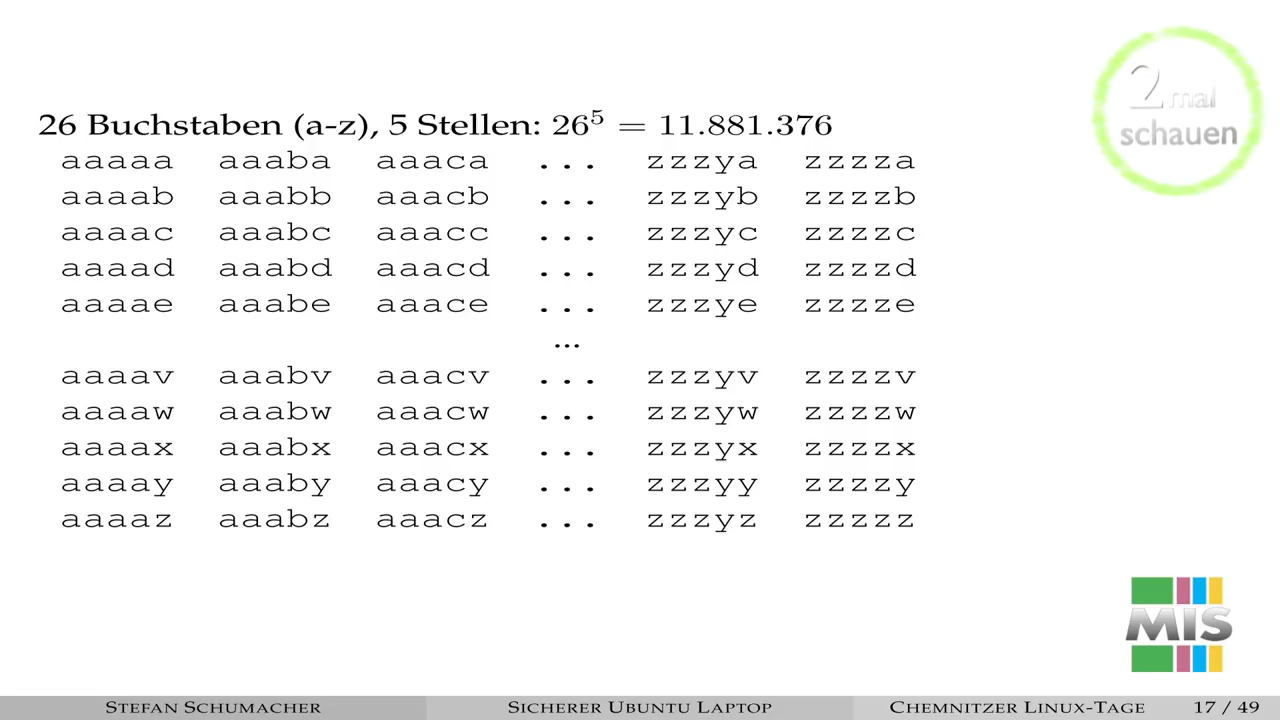 2 mal
schauen
26 Buchstaben (a-z), 5 Stellen: 26⁵ = 11.881.376
aaaaa aaaba aaaca ... zzzya zzzza
aaaab aaabb aaacb ... zzzyb zzzzb
aaaac aaabc aaacc ... zzzyc zzzzc
aaaad aaabd aaacd ... zzzyd zzzzd
aaaae aaabe aaace ... zzzye zzzze
...
aaaav aaabv aaacv ... zzzyv zzzzv
aaaaw aaabw aaacw ... zzzyw zzzzw
aaaax aaabx aaacx ... zzzyx zzzzx
aaaay aaaby aaacy ... zzzyy zzzzy
aaaaz aaabz aaacz ... zzzyz zzzzz
MIS
STEFAN SCHUMACHER SICHERER UBUNTU LAPTOP CHEMNITZER LINUX-TAGE 17 / 49